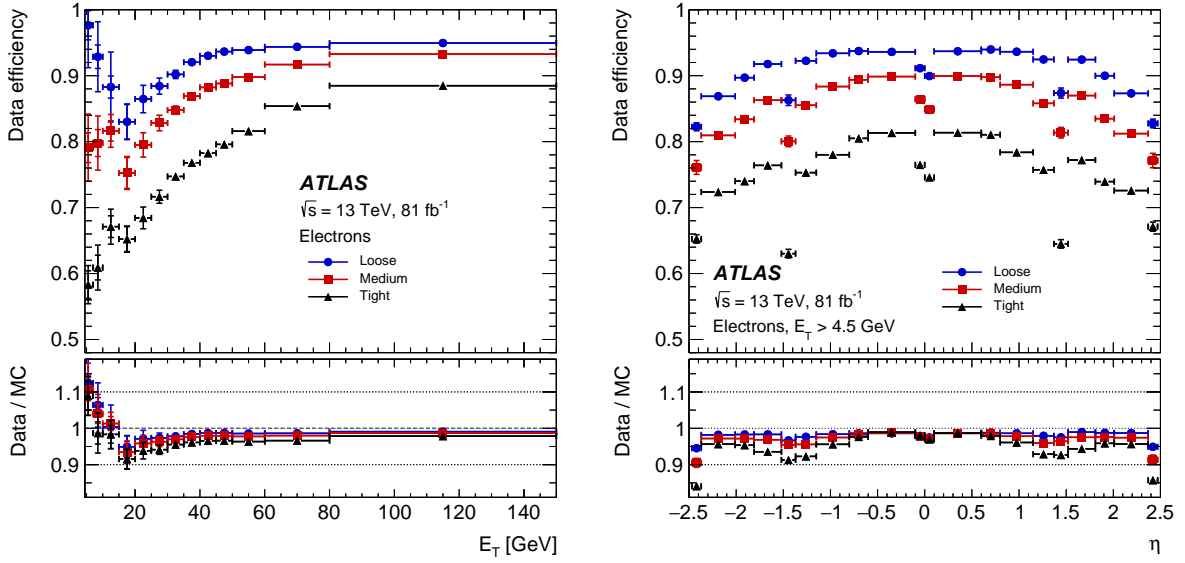 Data efficiency
1
0.9
0.8
0.7
0.6
0.5
ATLAS
√s = 13 TeV, 81 fb⁻¹
Electrons
Loose
Medium
Tight
Data / MC
1.1
1
0.9
20 40 60 80 100 120 140
E_T [GeV]
Data efficiency
1
0.9
0.8
0.7
0.6
0.5
ATLAS
√s = 13 TeV, 81 fb⁻¹
Electrons, E_T > 4.5 GeV
Loose
Medium
Tight
Data / MC
1.1
1
0.9
−2.5 −2 −1.5 −1 −0.5 0 0.5 1 1.5 2 2.5
η